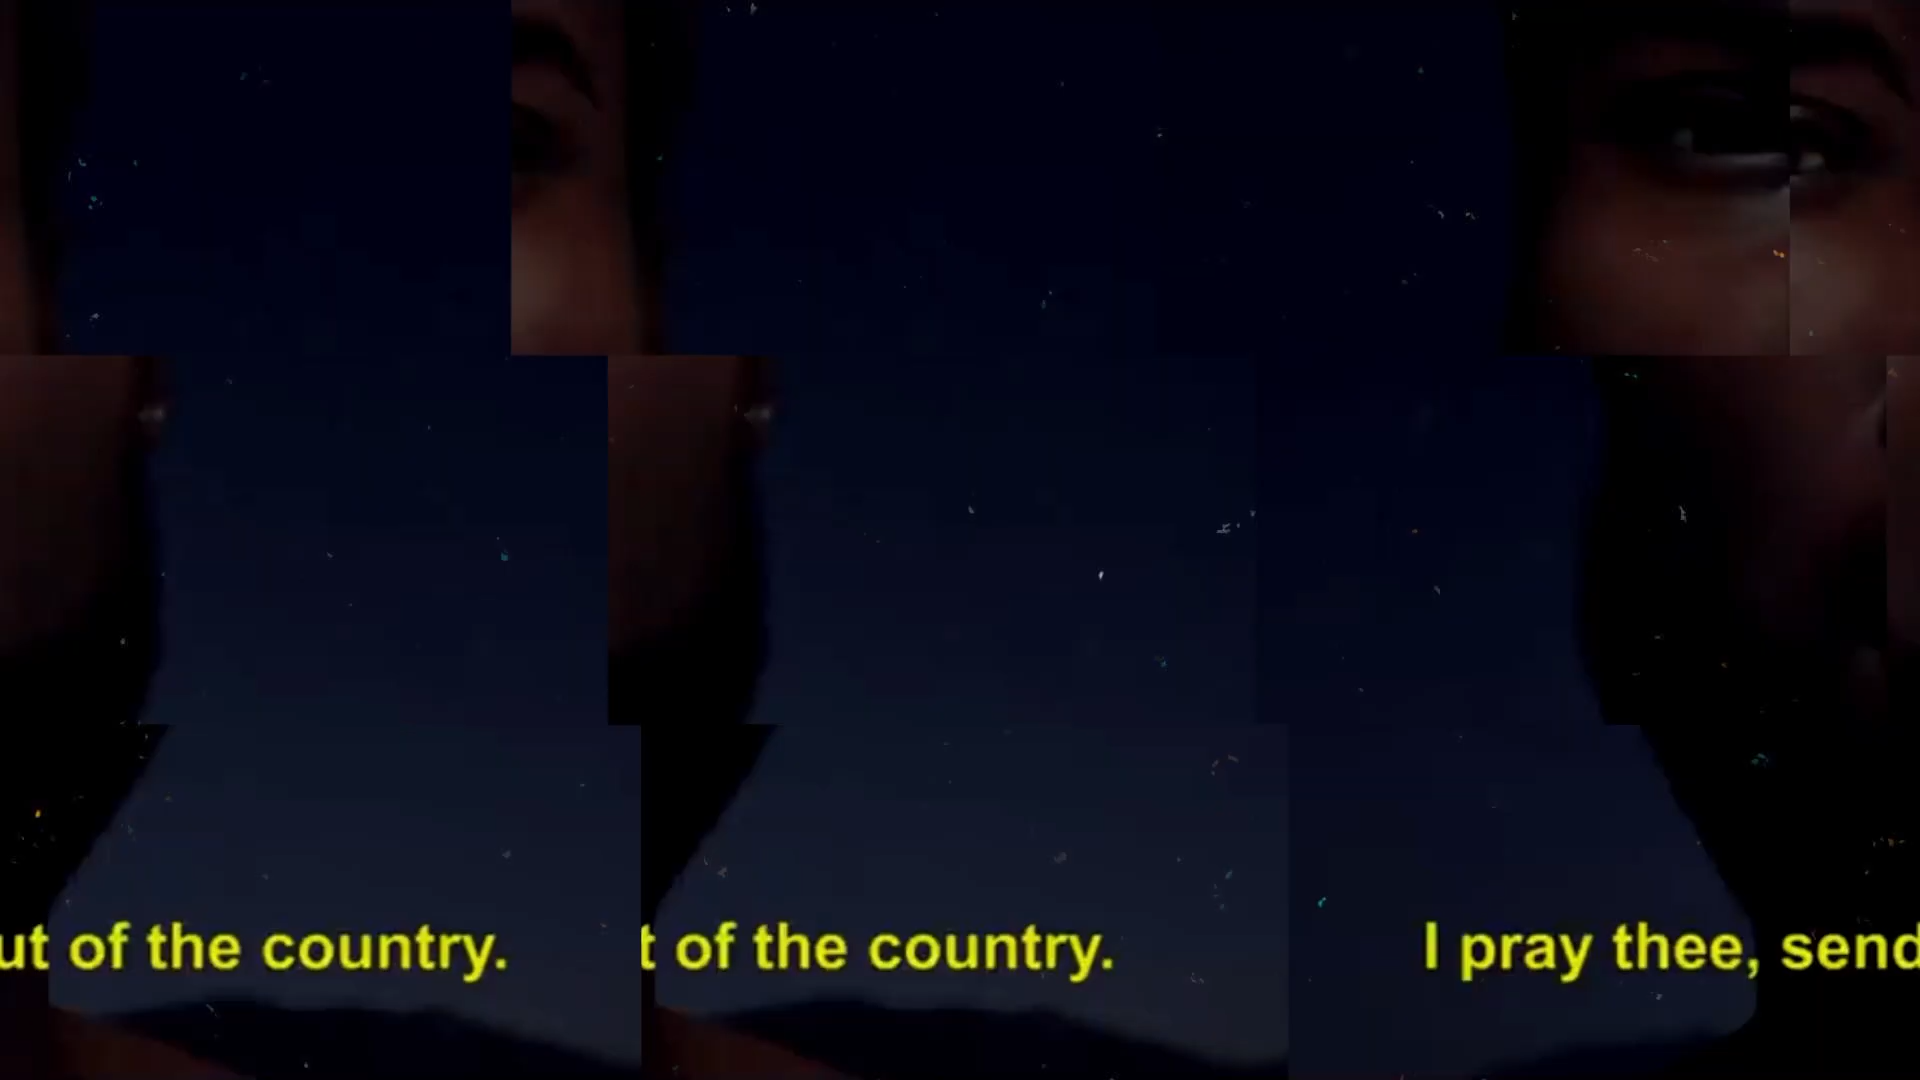 ut of the country.
t of the country.
I pray thee, send